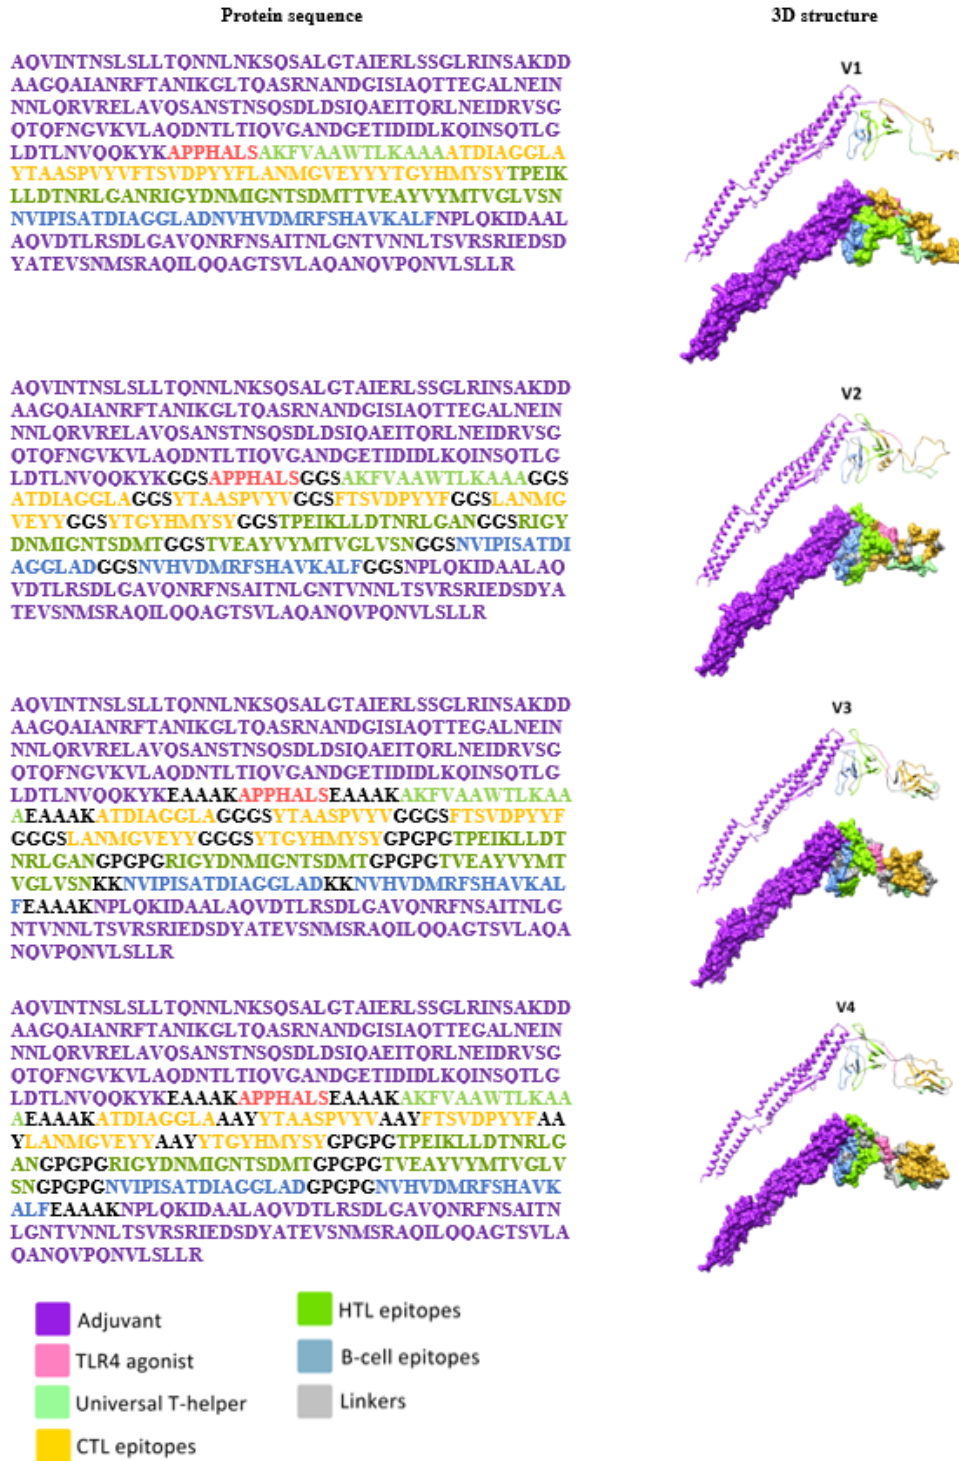 Protein sequence
3D structure
AQVINTNSLSLLTQNNLNKSQSALGTAIERLSSGLRINSAKDD
AAGQAIANRFTANIKGLTQASRNANDGISIAQTTEGALNEIN
NNLQRVRELAVQSANSTNSQSDLDSIQAEITQRLNEIDRVSG
QTQFNGVKVLAQDNTLTIQVGANDGETIDIDLKQINSQTLG
LDTLNVQQKYKAPPHALSAKFVAAWTLKAAAATDIAGGLA
YTAASPVYVFTSVDPYYFLANMGVEYYYTGYHMYSYTPEIK
LLDTNRLGANRIGYDNMIGNTSDMTTVEAYVYMTVGLVSN
NVIPISATDIAGGLADNVHVDMRFSHAVKALFNPLQKIDAAL
AQVDTLRSDLGAVQNRFNSAITNLGNTVNNLTSVRSRIEDSD
YATEVSNMSRAQILQQAGTSVLAQANQVPQNVLSLLR
V1
AQVINTNSLSLLTQNNLNKSQSALGTAIERLSSGLRINSAKDD
AAGQAIANRFTANIKGLTQASRNANDGISIAQTTEGALNEIN
NNLQRVRELAVQSANSTNSQSDLDSIQAEITQRLNEIDRVSG
QTQFNGVKVLAQDNTLTIQVGANDGETIDIDLKQINSQTLG
LDTLNVQQKYKGGSAPPHALSGGSAKFVAAWTLKAAAGGS
ATDIAGGLAGGSYTAASPVYVGGSFTSVDPYYFGGSLANMG
VEYYGGSYTGYHMYSYGGSTPEIKLLDTNRLGANGGSRIGY
DNMIGNTSDMTGGSTVEAYVYMTVGLVSNGGSNVIPISATDI
AGGLADGGSNVHVDMRFSHAVKALFGGSNPLQKIDAALAQ
VDTLRSDLGAVQNRFNSAITNLGNTVNNLTSVRSRIEDSDYA
TEVSNMSRAQILQQAGTSVLAQANQVPQNVLSLLR
V2
AQVINTNSLSLLTQNNLNKSQSALGTAIERLSSGLRINSAKDD
AAGQAIANRFTANIKGLTQASRNANDGISIAQTTEGALNEIN
NNLQRVRELAVQSANSTNSQSDLDSIQAEITQRLNEIDRVSG
QTQFNGVKVLAQDNTLTIQVGANDGETIDIDLKQINSQTLG
LDTLNVQQKYKEAAAKAPPHALSEAAAKAKFVAAWTLKAA
AEAAAKATDIAGGLAGGGSYTAASPVYVGGGSFTSVDPYYF
GGGSLANMGVEYYGGGSYTGYHMYSYGPGPGTPEIKLLDT
NRLGANGPGPGRIGYDNMIGNTSDMTGPGPGTVEAYVYMT
VGLVSNKKNVIPISATDIAGGLADKKNVHVDMRFSHAVKAL
FEAAAKNPLQKIDAALAQVDTLRSDLGAVQNRFNSAITNLG
NTVNNLTSVRSRIEDSDYATEVSNMSRAQILQQAGTSVLAQA
NQVPQNVLSLLR
V3
AQVINTNSLSLLTQNNLNKSQSALGTAIERLSSGLRINSAKDD
AAGQAIANRFTANIKGLTQASRNANDGISIAQTTEGALNEIN
NNLQRVRELAVQSANSTNSQSDLDSIQAEITQRLNEIDRVSG
QTQFNGVKVLAQDNTLTIQVGANDGETIDIDLKQINSQTLG
LDTLNVQQKYKEAAAKAPPHALSEAAAKAKFVAAWTLKAA
AEAAAKATDIAGGLAAAYYTAASPVYVAAYFTSVDPYYFAA
YLANMGVEYYAAYYTGYHMYSYGPGPGTPEIKLLDTNRLG
ANGPGPGRIGYDNMIGNTSDMTGPGPGTVEAYVYMTVGLV
SNGPGPGNVIPISATDIAGGLADGPGPGNVHVDMRFSHAVK
ALFEAAAKNPLQKIDAALAQVDTLRSDLGAVQNRFNSAITN
LGNTVNNLTSVRSRIEDSDYATEVSNMSRAQILQQAGTSVLA
QANQVPQNVLSLLR
V4
Adjuvant
TLR4 agonist
Universal T-helper
CTL epitopes
HTL epitopes
B-cell epitopes
Linkers